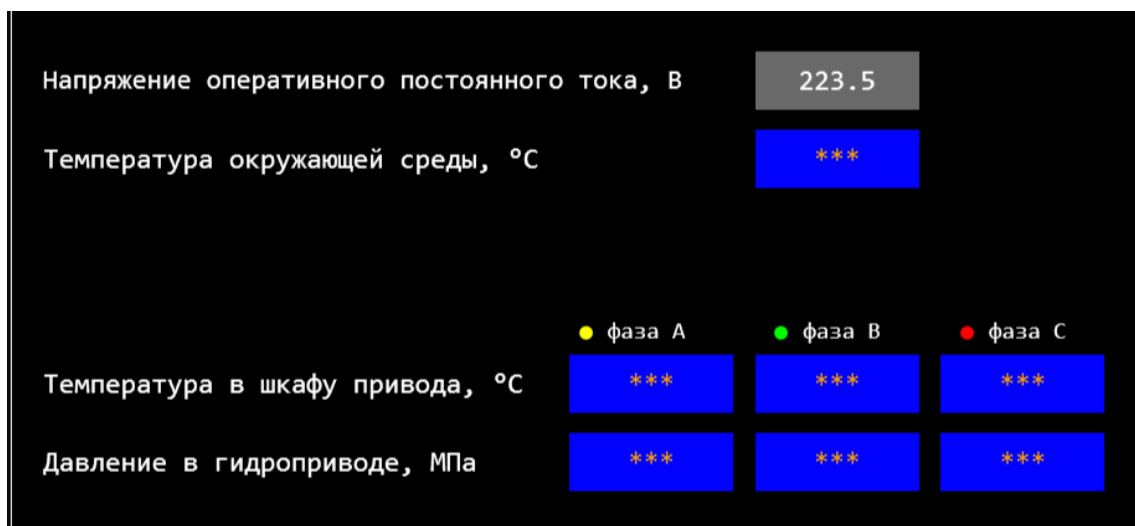 Напряжение оперативного постоянного тока, В 223.5
Температура окружающей среды, °C ***
фаза А фаза В фаза С
Температура в шкафу привода, °C *** *** ***
Давление в гидроприводе, МПа *** *** ***